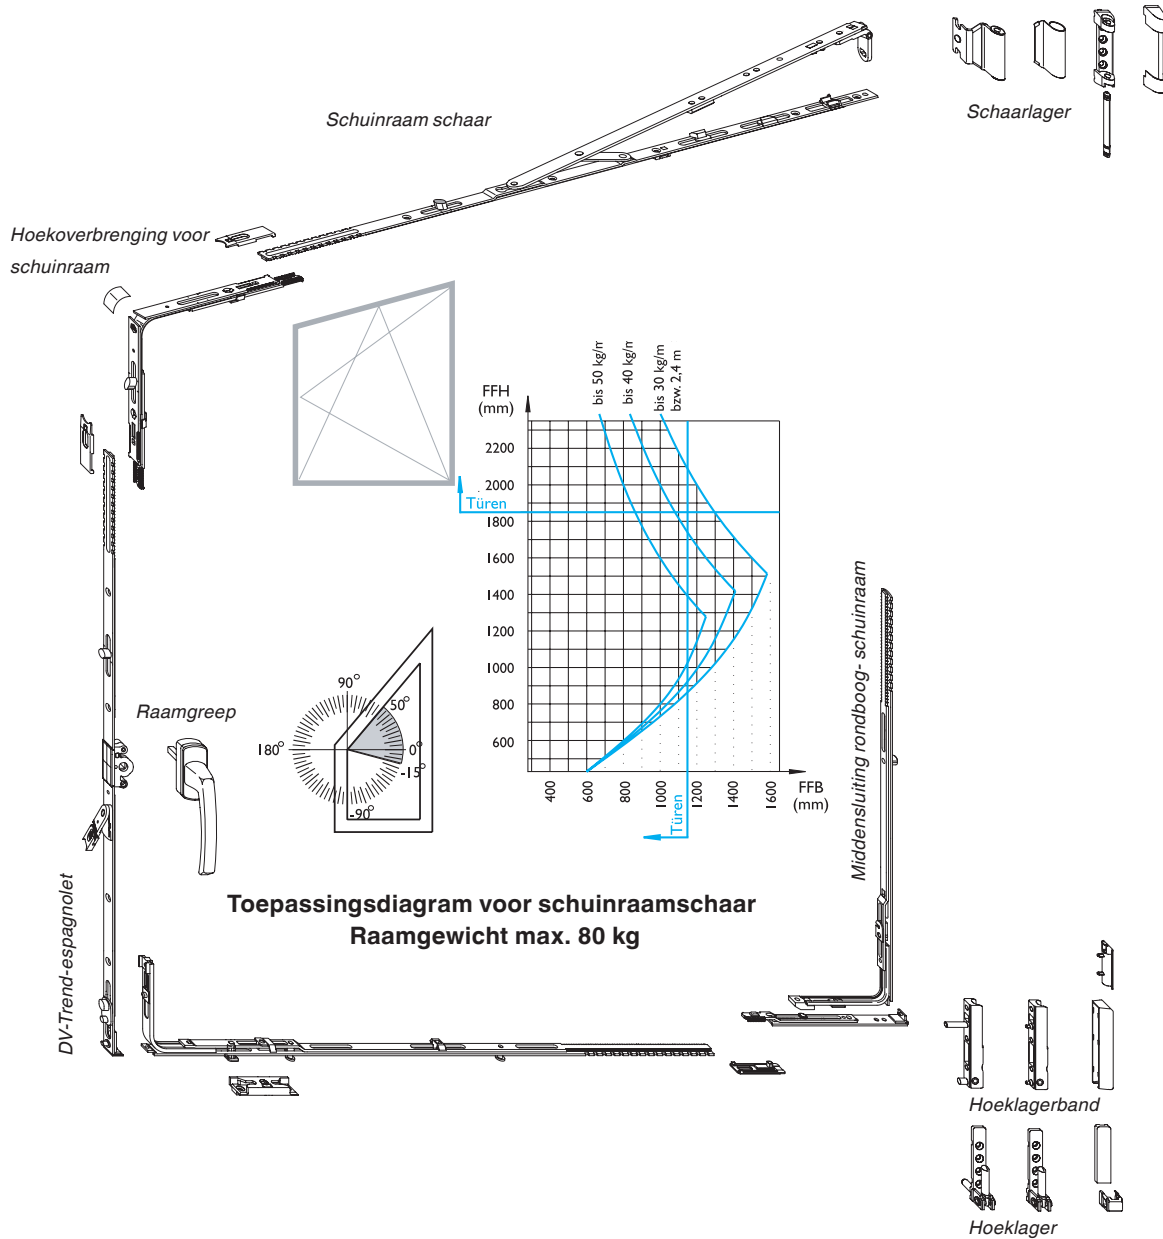 Schuinraam schaar
Schaarlager
Hoekoverbrenging voor
schuinraam
FFH
(mm)
bis 50 kg/m
bis 40 kg/m
bis 30 kg/m
bzw. 2,4 m
2200
2000
Türen
1800
1600
1400
1200
1000
800
600
400
600
800
1000
1200
1400
1600
FFB
(mm)
Türen
Raamgreep
90°
50°
180°
0°
-15°
-90°
Middensluiting rondboog- schuinraam
DV-Trend-espagnolet
Toepassingsdiagram voor schuinraamschaar
Raamgewicht max. 80 kg
Hoeklagerband
Hoeklager